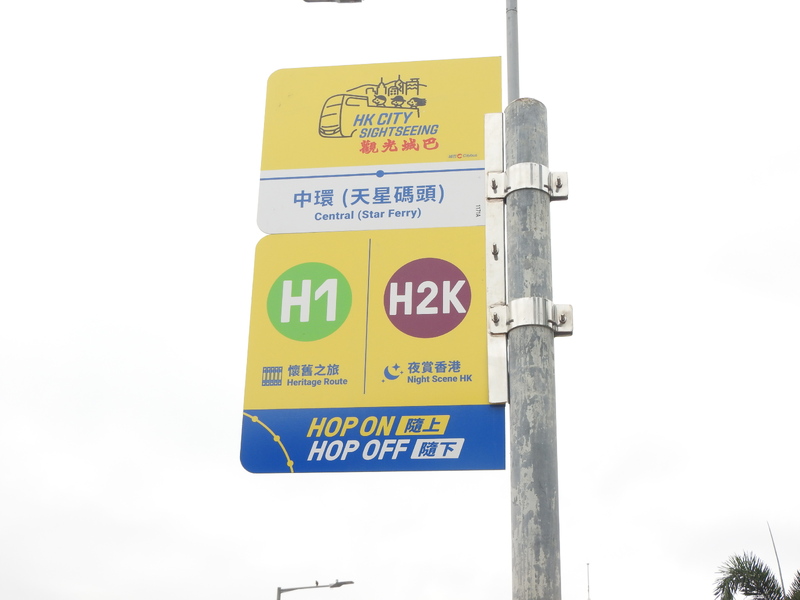 HK CITY
SIGHTSEEING
觀光城巴
中環 (天星碼頭)
Central (Star Ferry)
H1
H2K
懷舊之旅
Heritage Route
夜賞香港
Night Scene HK
HOP ON 隨上
HOP OFF 隨下